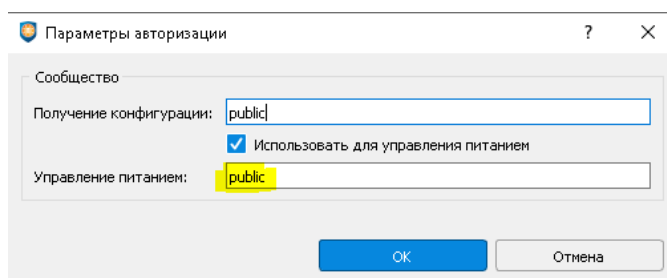 Параметры авторизации ?
Сообщество
Получение конфигурации: public
Использовать для управления питанием
Управление питанием: public
OK Отмена